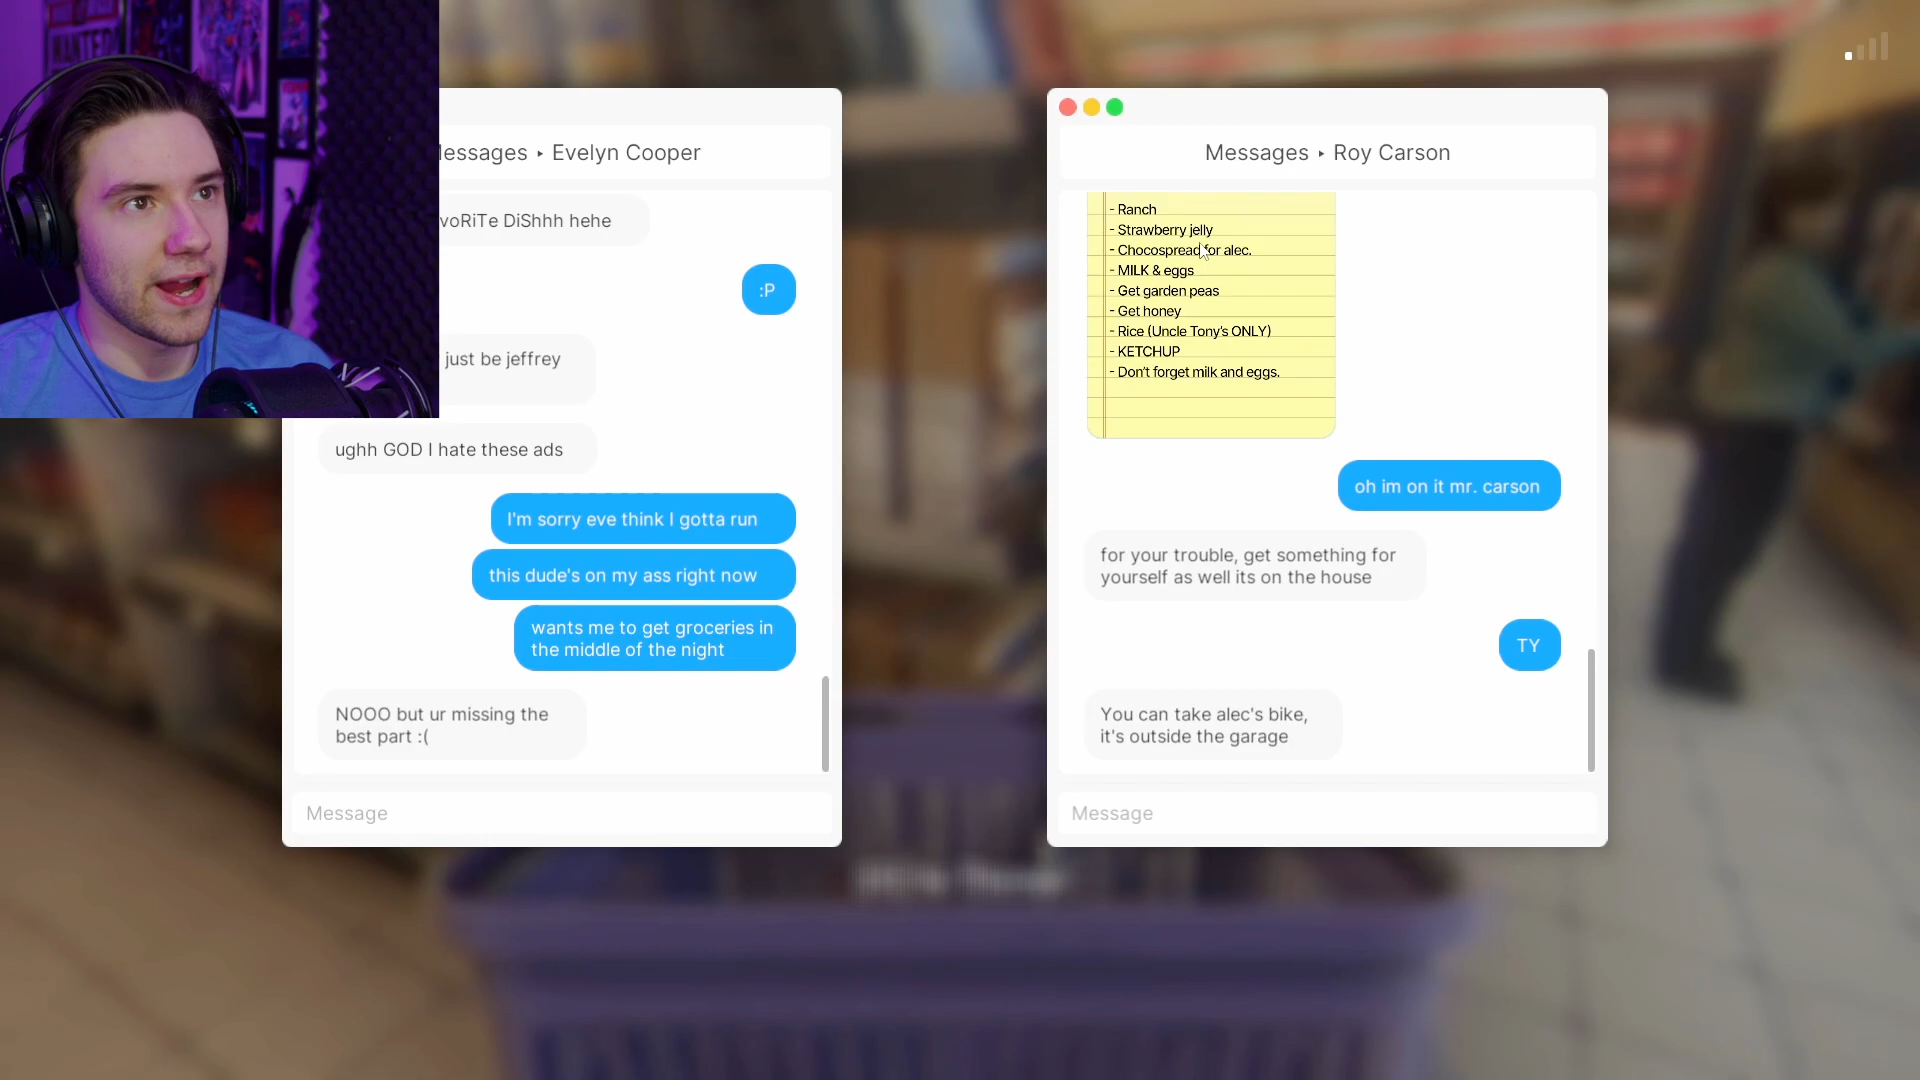 WANTED
essages ▸ Evelyn Cooper
voRiTe DiShhh hehe
:P
just be jeffrey
ughh GOD I hate these ads
I'm sorry eve think I gotta run
this dude's on my ass right now
wants me to get groceries in
the middle of the night
NOOO but ur missing the
best part :(
Message
Messages ▸ Roy Carson
- Ranch
- Strawberry jelly
- Chocospread for alec.
- MILK & eggs
- Get garden peas
- Get honey
- Rice (Uncle Tony's ONLY)
- KETCHUP
- Don't forget milk and eggs.
oh im on it mr. carson
for your trouble, get something for
yourself as well its on the house
TY
You can take alec's bike,
it's outside the garage
Message